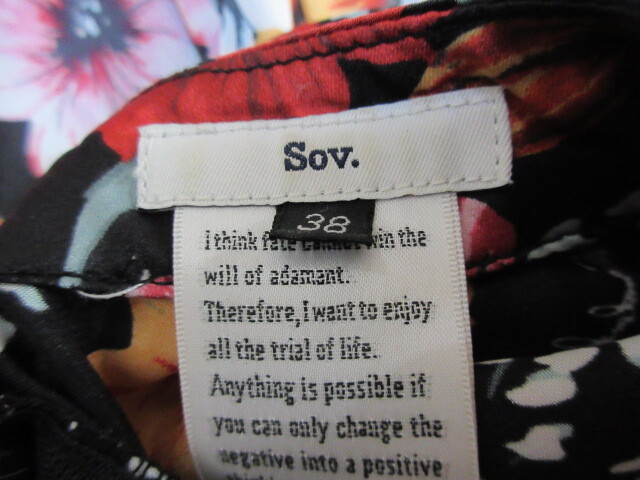 Sov.
38
I think fate cannot win the
will of adamant.
Therefore, I want to enjoy
all the trial of life.
Anything is possible if
you can only change the
negative into a positive